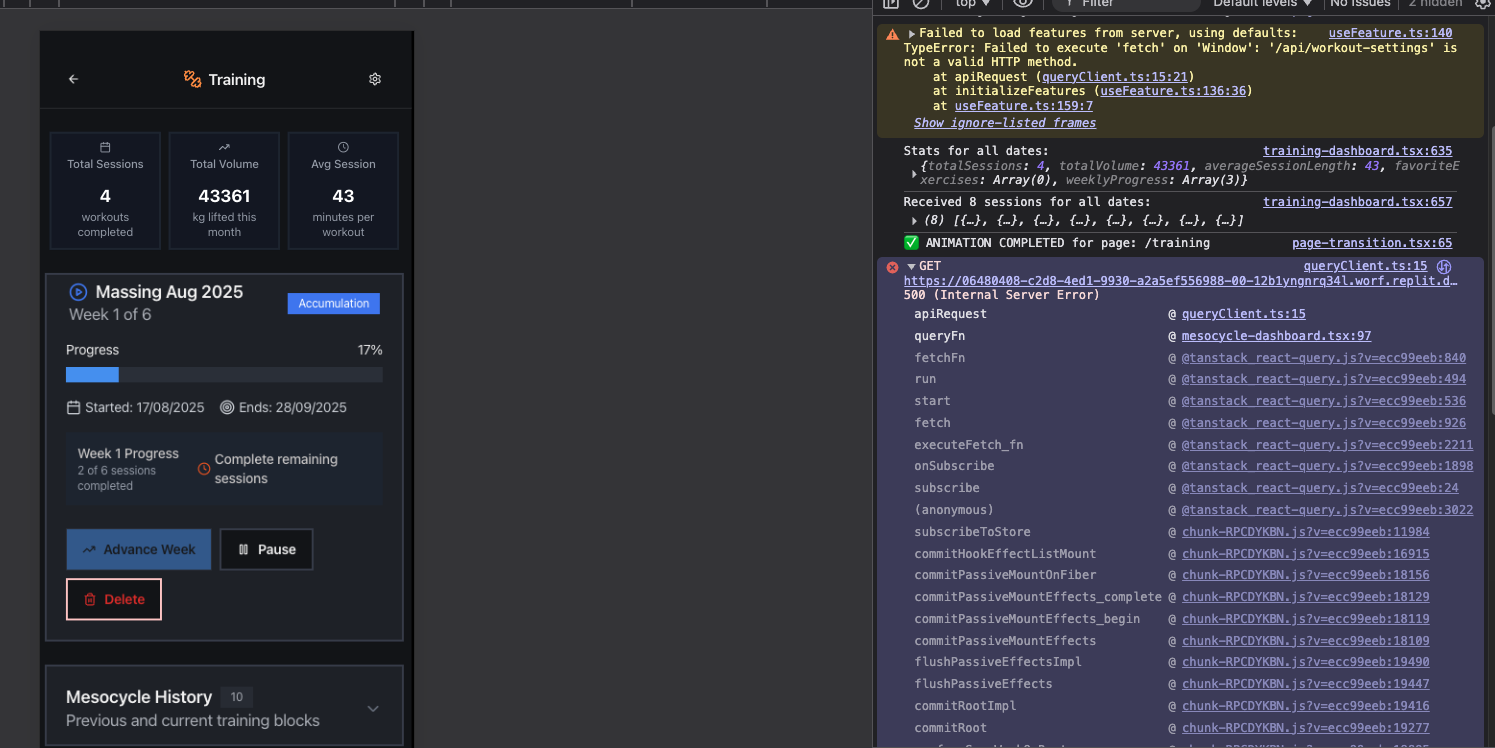 top
Filter
Default levels
No Issues
2 hidden
Training
Total Sessions
4
workouts
completed
Total Volume
43361
kg lifted this
month
Avg Session
43
minutes per
workout
Massing Aug 2025
Accumulation
Week 1 of 6
Progress
17%
Started: 17/08/2025
Ends: 28/09/2025
Week 1 Progress
2 of 6 sessions
completed
Complete remaining
sessions
Advance Week
Pause
Delete
Mesocycle History 10
Previous and current training blocks
Failed to load features from server, using defaults: useFeature.ts:140
TypeError: Failed to execute 'fetch' on 'Window': '/api/workout-settings' is
not a valid HTTP method.
at apiRequest (queryClient.ts:15:21)
at initializeFeatures (useFeature.ts:136:36)
at useFeature.ts:159:7
Show ignore-listed frames
Stats for all dates: training-dashboard.tsx:635
{totalSessions: 4, totalVolume: 43361, averageSessionLength: 43, favoriteE
xercises: Array(0), weeklyProgress: Array(3)}
Received 8 sessions for all dates: training-dashboard.tsx:657
(8) [{…}, {…}, {…}, {…}, {…}, {…}, {…}, {…}]
✅ ANIMATION COMPLETED for page: /training page-transition.tsx:65
GET queryClient.ts:15
https://06480408-c2d8-4ed1-9930-a2a5ef556988-00-12b1yngnrq34l.worf.replit.d…
500 (Internal Server Error)
apiRequest @ queryClient.ts:15
queryFn @ mesocycle-dashboard.tsx:97
fetchFn @ @tanstack_react-query.js?v=ecc99eeb:840
run @ @tanstack_react-query.js?v=ecc99eeb:494
start @ @tanstack_react-query.js?v=ecc99eeb:536
fetch @ @tanstack_react-query.js?v=ecc99eeb:926
executeFetch_fn @ @tanstack_react-query.js?v=ecc99eeb:2211
onSubscribe @ @tanstack_react-query.js?v=ecc99eeb:1898
subscribe @ @tanstack_react-query.js?v=ecc99eeb:24
(anonymous) @ @tanstack_react-query.js?v=ecc99eeb:3022
subscribeToStore @ chunk-RPCDYKBN.js?v=ecc99eeb:11984
commitHookEffectListMount @ chunk-RPCDYKBN.js?v=ecc99eeb:16915
commitPassiveMountOnFiber @ chunk-RPCDYKBN.js?v=ecc99eeb:18156
commitPassiveMountEffects_complete @ chunk-RPCDYKBN.js?v=ecc99eeb:18129
commitPassiveMountEffects_begin @ chunk-RPCDYKBN.js?v=ecc99eeb:18119
commitPassiveMountEffects @ chunk-RPCDYKBN.js?v=ecc99eeb:18109
flushPassiveEffectsImpl @ chunk-RPCDYKBN.js?v=ecc99eeb:19490
flushPassiveEffects @ chunk-RPCDYKBN.js?v=ecc99eeb:19447
commitRootImpl @ chunk-RPCDYKBN.js?v=ecc99eeb:19416
commitRoot @ chunk-RPCDYKBN.js?v=ecc99eeb:19277